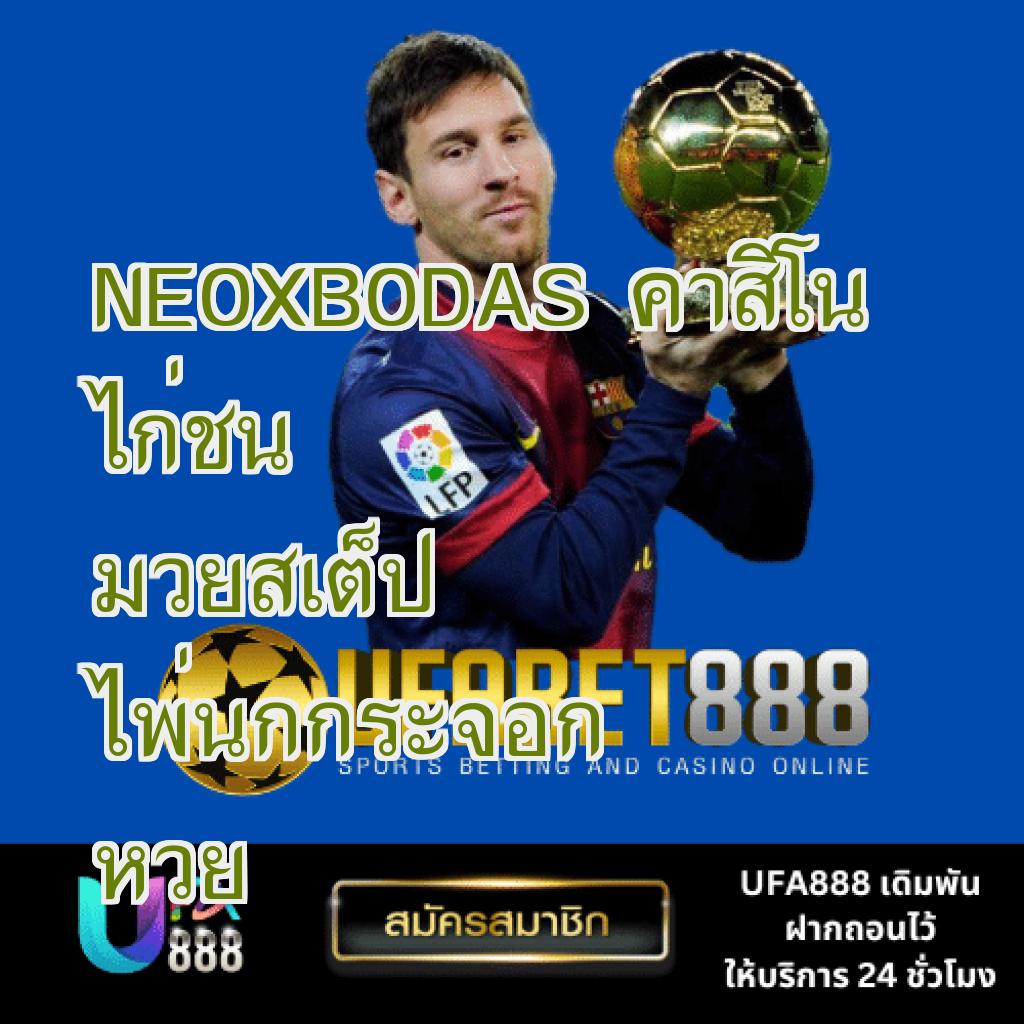 NEOXBODAS คาสิโน
ไก่ชน
LFP
มวยสเต็ป
UFABET888
ไพ่นกกระจอก
SPORTS BETTING AND CASINO ONLINE
หวย
UFA
888
สมัครสมาชิก
UFA888 เดิมพัน
ฝากถอนไว้
ให้บริการ 24 ชั่วโมง